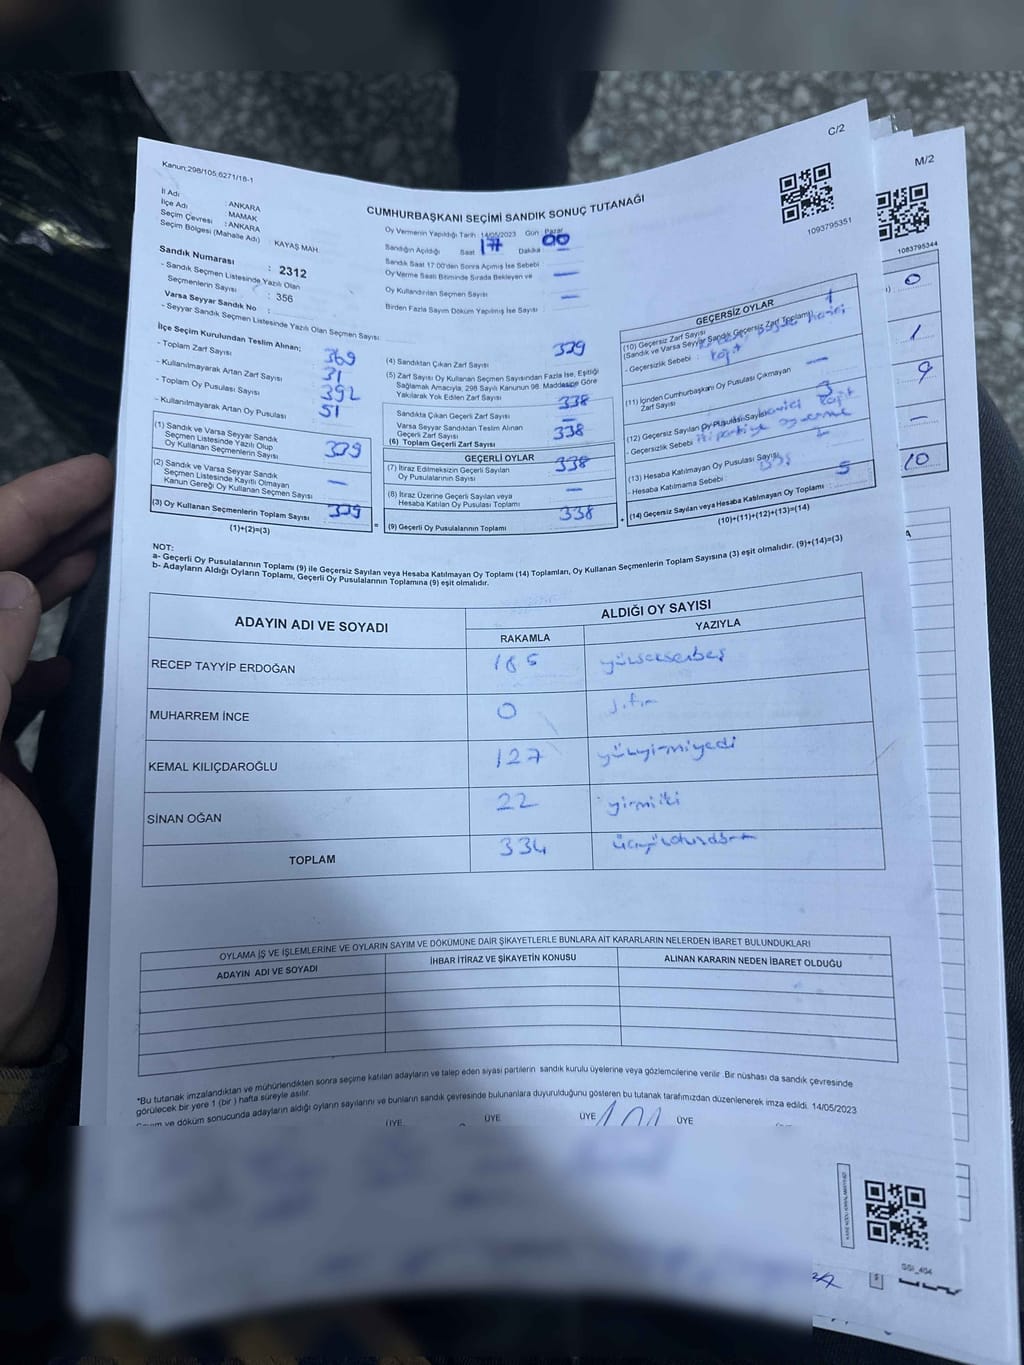 C/2
M/2
Kanun:298/105;6271/18-1
CUMHURBAŞKANI SEÇİMİ SANDIK SONUÇ TUTANAĞI
1093795351
1083795344
İl Adı : ANKARA
İlçe Adı : MAMAK
Seçim Çevresi : ANKARA
Seçim Bölgesi (Mahalle Adı) : KAYAŞ MAH.
Sandık Numarası : 2312
- Sandık Seçmen Listesinde Yazılı Olan
Seçmenlerin Sayısı : 356
Varsa Seyyar Sandık No :
- Seyyar Sandık Seçmen Listesinde Yazılı Olan Seçmen Sayısı:
Oy Vermenin Yapıldığı Tarih 14/05/2023 Gün Pazar
Sandığın Açıldığı Saat 17 Dakika 00
Sandık Saat 17:00'den Sonra Açılmış İse Sebebi
Oy Verme Saati Bitiminde Sırada Bekleyen ve —
Oy Kullandırılan Seçmen Sayısı —
Birden Fazla Sayım Döküm Yapılmış İse Sayısı
İlçe Seçim Kurulundan Teslim Alınan;
- Toplam Zarf Sayısı 369
- Kullanılmayarak Artan Zarf Sayısı 31
- Toplam Oy Pusulası Sayısı 392
- Kullanılmayarak Artan Oy Pusulası 51
(1) Sandık ve Varsa Seyyar Sandık
Seçmen Listesinde Yazılı Olup
Oy Kullanan Seçmenlerin Sayısı 339
(2) Sandık ve Varsa Seyyar Sandık
Seçmen Listesinde Kayıtlı Olmayan
Kanun Gereği Oy Kullanan Seçmen Sayısı —
(3) Oy Kullanan Seçmenlerin Toplam Sayısı 339
(1)+(2)=(3)
(4) Sandıktan Çıkan Zarf Sayısı 339
(5) Zarf Sayısı Oy Kullanan Seçmen Sayısından Fazla İse, Eşitliği
Sağlamak Amacıyla; 298 Sayılı Kanunun 98. Maddesine Göre
Yakılarak Yok Edilen Zarf Sayısı
Sandıkta Çıkan Geçerli Zarf Sayısı 338
Varsa Seyyar Sandıktan Teslim Alınan —
Geçerli Zarf Sayısı
(6) Toplam Geçerli Zarf Sayısı 338
GEÇERLİ OYLAR
(7) İtiraz Edilmeksizin Geçerli Sayılan
Oy Pusulalarının Sayısı 338
(8) İtiraz Üzerine Geçerli Sayılan veya
Hesaba Katılan Oy Pusulası Toplamı —
(9) Geçerli Oy Pusulalarının Toplamı 338
GEÇERSİZ OYLAR
(10) Geçersiz Zarf Sayısı 1
(Sandık ve Varsa Seyyar Sandık Geçersiz Zarf Toplamı)
- Geçersizlik Sebebi :
(11) İçinden Cumhurbaşkanı Oy Pusulası Çıkmayan —
Zarf Sayısı
(12) Geçersiz Sayılan Oy Pusulası Sayısı 3
- Geçersizlik Sebebi
(13) Hesaba Katılmayan Oy Pusulası Sayısı
- Hesaba Katılmama Sebebi
(14) Geçersiz Sayılan veya Hesaba Katılmayan Oy Toplamı 5
(10)+(11)+(12)+(13)=(14)
0
1
9
—
10
NOT:
a- Geçerli Oy Pusulalarının Toplamı (9) ile Geçersiz Sayılan veya Hesaba Katılmayan Oy Toplamı (14) Toplamları, Oy Kullanan Seçmenlerin Toplam Sayısına (3) eşit olmalıdır. (9)+(14)=(3)
b- Adayların Aldığı Oyların Toplamı, Geçerli Oy Pusulalarının Toplamına (9) eşit olmalıdır.
ADAYIN ADI VE SOYADI
ALDIĞI OY SAYISI
RAKAMLA YAZIYLA
RECEP TAYYİP ERDOĞAN 185 yüzseksenbeş
MUHARREM İNCE 0 sıfır
KEMAL KILIÇDAROĞLU 127 yüzyirmiyedi
SİNAN OĞAN 22 yirmiiki
TOPLAM 334 üçyüzotuzdört
OYLAMA İŞ VE İŞLEMLERİNE VE OYLARIN SAYIM VE DÖKÜMÜNE DAİR ŞİKAYETLERLE BUNLARA AİT KARARLARIN NELERDEN İBARET BULUNDUKLARI
ADAYIN ADI VE SOYADI İHBAR İTİRAZ VE ŞİKAYETİN KONUSU ALINAN KARARIN NEDEN İBARET OLDUĞU
*Bu tutanak imzalandıktan ve mühürlendikten sonra seçime katılan adayların ve talep eden siyasi partilerin sandık kurulu üyelerine veya gözlemcilerine verilir. Bir nüshası da sandık çevresinde
görülecek bir yere 1 (bir ) hafta süreyle asılır.
Sayım ve döküm sonucunda adayların aldığı oyların sayılarını ve bunların sandık çevresinde bulunanlara duyurulduğunu gösteren bu tutanak tarafımızdan düzenlenerek imza edildi. 14/05/2023
ÜYE ÜYE ÜYE ÜYE
GSI_404